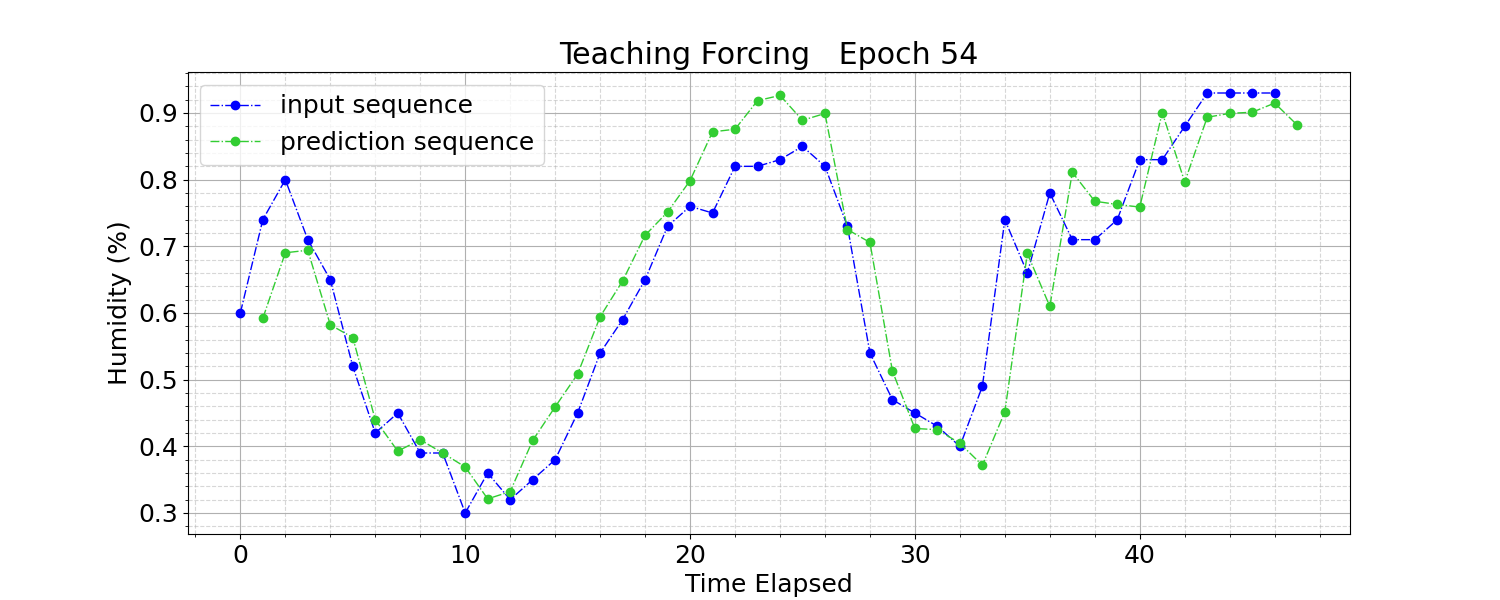 Teaching Forcing   Epoch 54
input sequence
prediction sequence
Humidity (%)
0.9
0.8
0.7
0.6
0.5
0.4
0.3
0 10 20 30 40
Time Elapsed